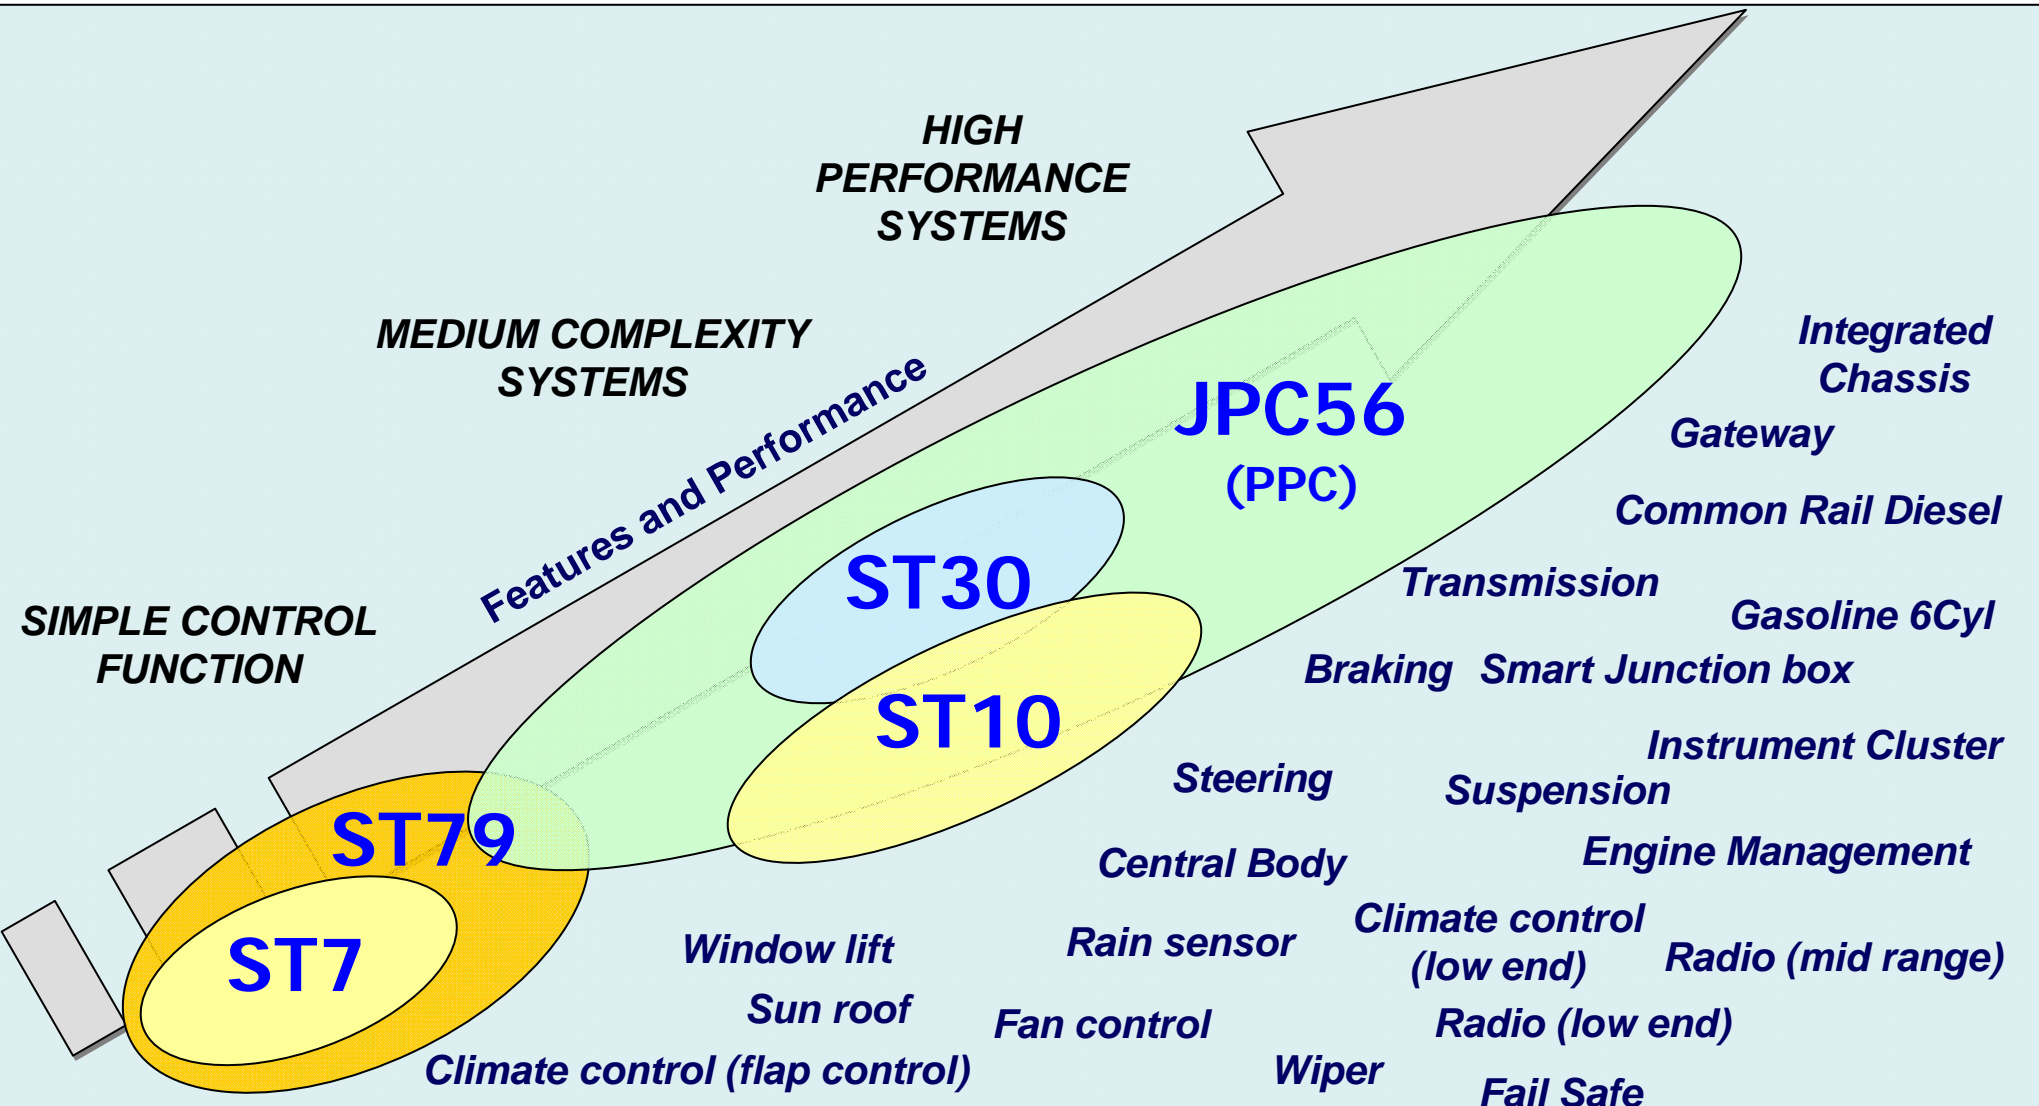 HIGH
PERFORMANCE
SYSTEMS
MEDIUM COMPLEXITY
SYSTEMS
SIMPLE CONTROL
FUNCTION
Features and Performance
JPC56
(PPC)
ST30
ST10
ST79
ST7
Integrated
Chassis
Gateway
Common Rail Diesel
Transmission
Gasoline 6Cyl
Braking
Smart Junction box
Instrument Cluster
Steering
Suspension
Engine Management
Central Body
Climate control
(low end)
Window lift
Rain sensor
Radio (mid range)
Sun roof
Fan control
Radio (low end)
Climate control (flap control)
Wiper
Fail Safe